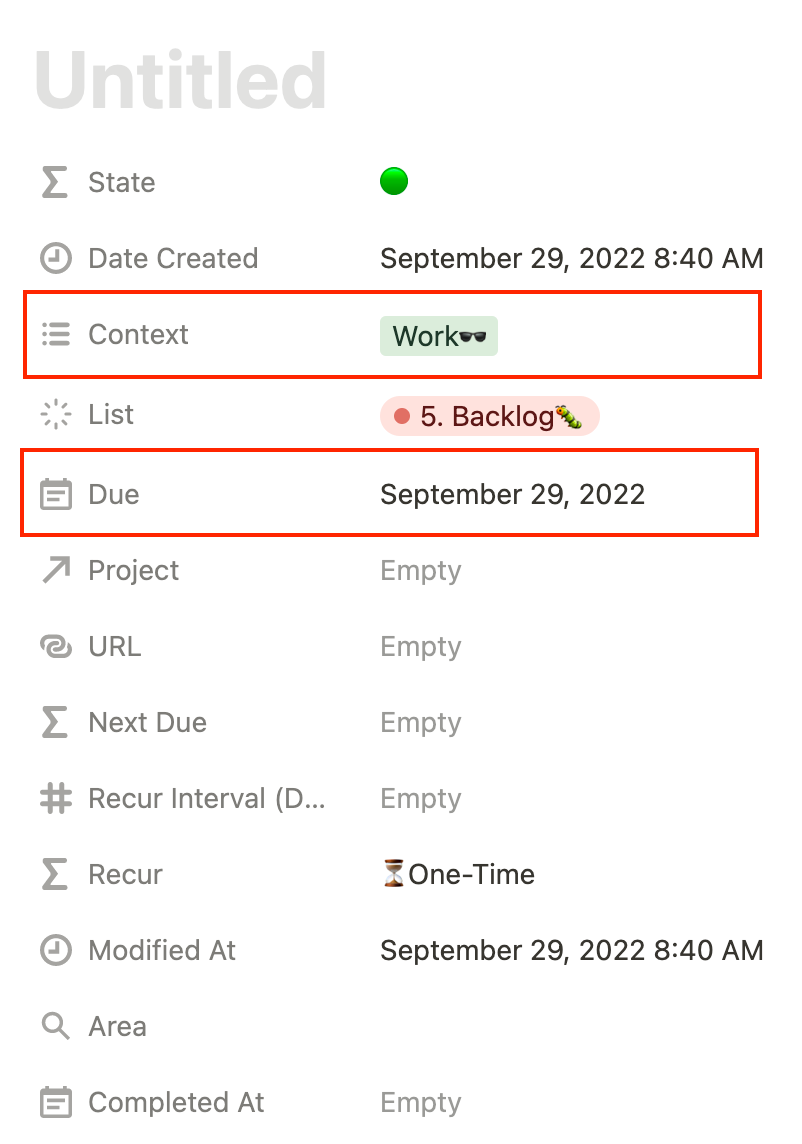 Untitled
State 🟢
Date Created September 29, 2022 8:40 AM
Context Work🕶️
List 5. Backlog🐛
Due September 29, 2022
Project Empty
URL Empty
Next Due Empty
Recur Interval (D... Empty
Recur ⏳One-Time
Modified At September 29, 2022 8:40 AM
Area
Completed At Empty